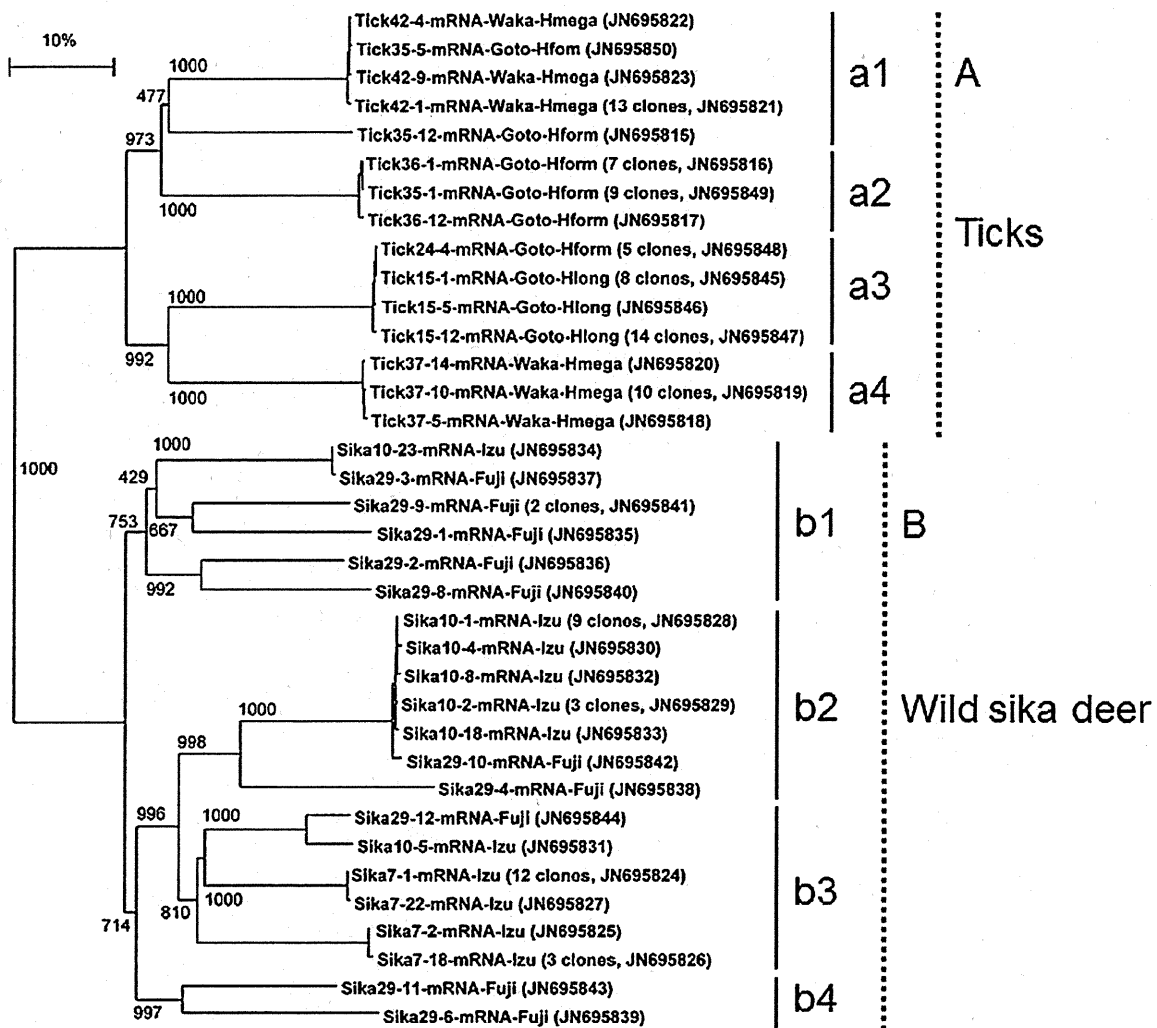 10%
Tick42-4-mRNA-Waka-Hmega (JN695822)
Tick35-5-mRNA-Goto-Hfom (JN695850)
1000
Tick42-9-mRNA-Waka-Hmega (JN695823)
a1
A
477
Tick42-1-mRNA-Waka-Hmega (13 clones, JN695821)
973
Tick35-12-mRNA-Goto-Hform (JN695815)
Tick36-1-mRNA-Goto-Hform (7 clones, JN695816)
Tick35-1-mRNA-Goto-Hform (9 clones, JN695849)
a2
1000
Tick36-12-mRNA-Goto-Hform (JN695817)
Ticks
Tick24-4-mRNA-Goto-Hform (5 clones, JN695848)
Tick15-1-mRNA-Goto-Hlong (8 clones, JN695845)
a3
1000
Tick15-5-mRNA-Goto-Hlong (JN695846)
Tick15-12-mRNA-Goto-Hlong (14 clones, JN695847)
992
Tick37-14-mRNA-Waka-Hmega (JN695820)
Tick37-10-mRNA-Waka-Hmega (10 clones, JN695819)
a4
1000
Tick37-5-mRNA-Waka-Hmega (JN695818)
1000
1000
Sika10-23-mRNA-Izu (JN695834)
429
Sika29-3-mRNA-Fuji (JN695837)
Sika29-9-mRNA-Fuji (2 clones, JN695841)
753
667
Sika29-1-mRNA-Fuji (JN695835)
b1
B
Sika29-2-mRNA-Fuji (JN695836)
992
Sika29-8-mRNA-Fuji (JN695840)
Sika10-1-mRNA-Izu (9 clones, JN695828)
Sika10-4-mRNA-Izu (JN695830)
Sika10-8-mRNA-Izu (JN695832)
1000
Sika10-2-mRNA-Izu (3 clones, JN695829)
b2
Wild sika deer
Sika10-18-mRNA-Izu (JN695833)
998
Sika29-10-mRNA-Fuji (JN695842)
Sika29-4-mRNA-Fuji (JN695838)
996
1000
Sika29-12-mRNA-Fuji (JN695844)
Sika10-5-mRNA-Izu (JN695831)
Sika7-1-mRNA-Izu (12 clones, JN695824)
b3
1000
810
Sika7-22-mRNA-Izu (JN695827)
714
Sika7-2-mRNA-Izu (JN695825)
Sika7-18-mRNA-Izu (3 clones, JN695826)
Sika29-11-mRNA-Fuji (JN695843)
b4
997
Sika29-6-mRNA-Fuji (JN695839)